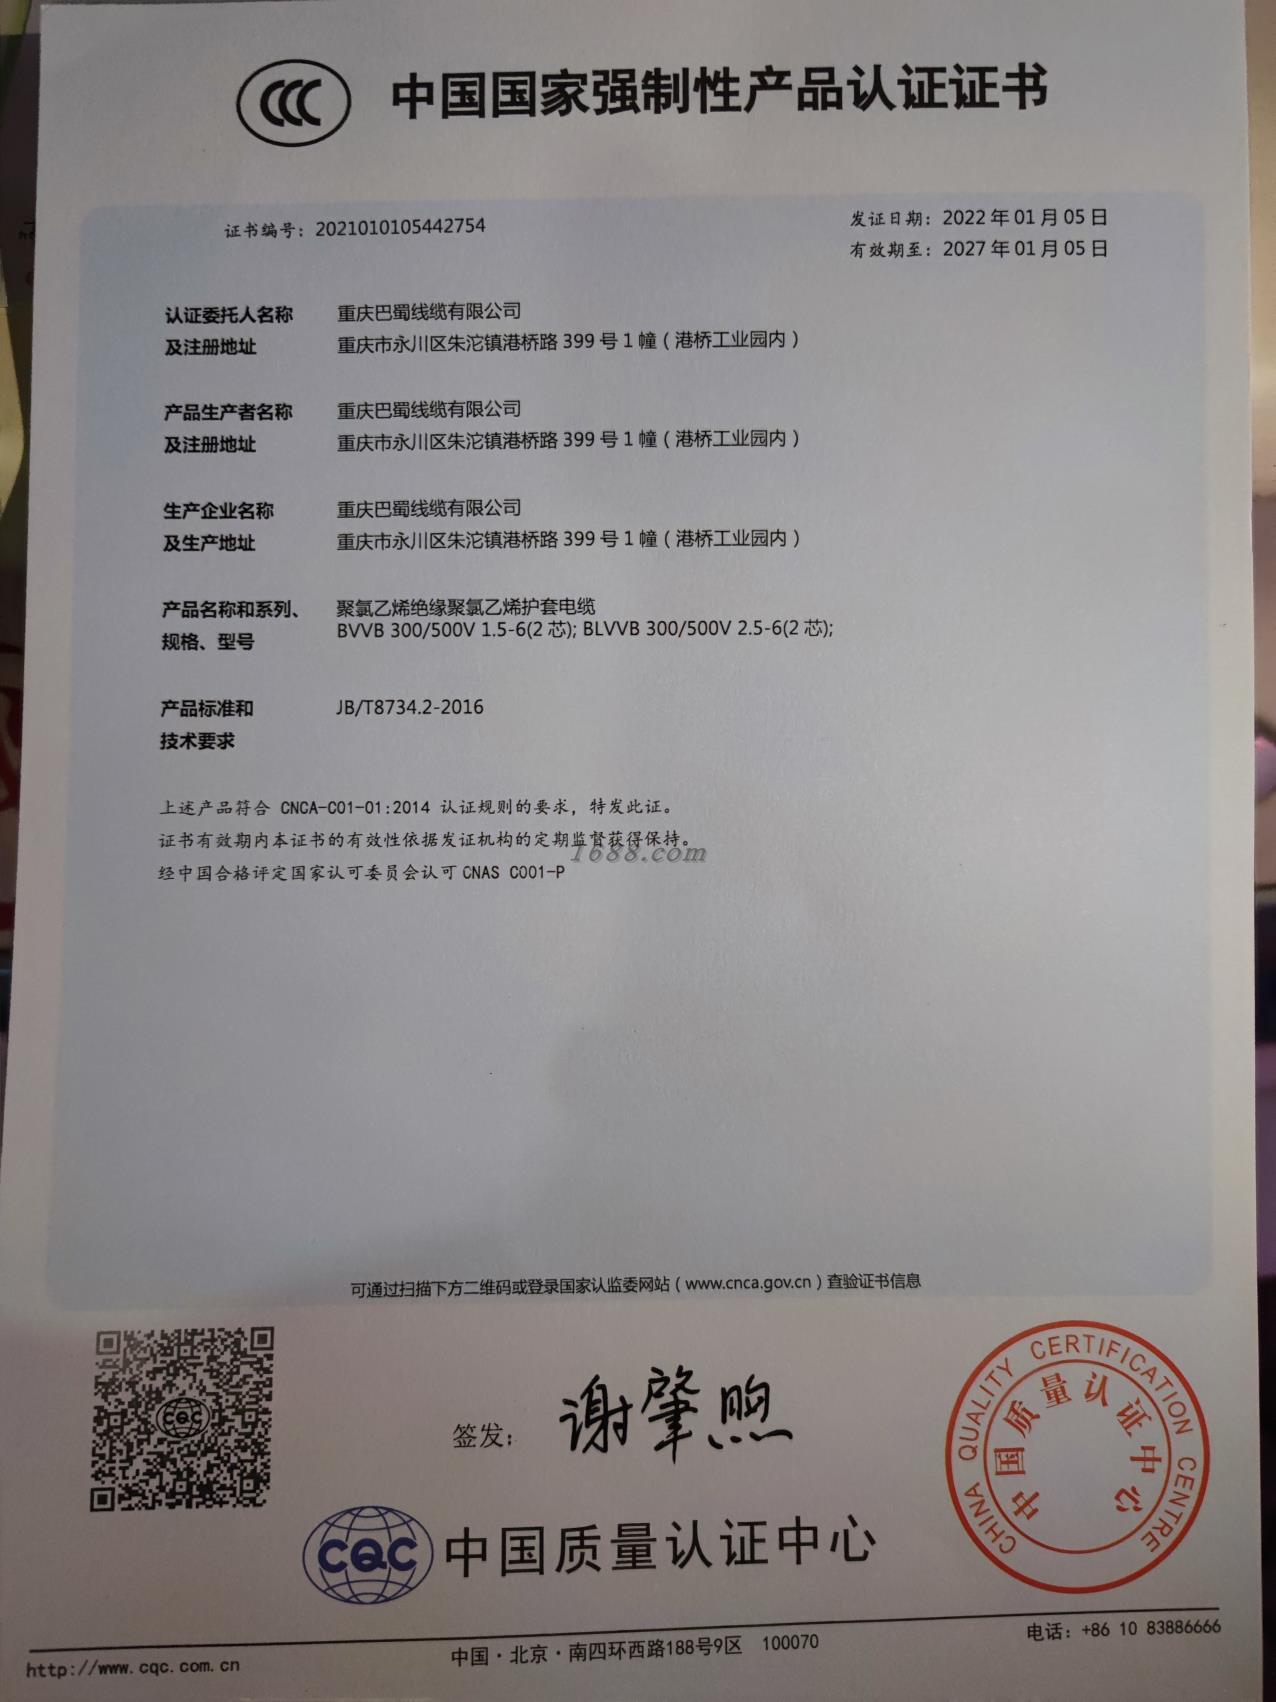 CCC
中国国家强制性产品认证证书
证书编号：2021010105442754
发证日期：2022年01月05日
有效期至：2027年01月05日
认证委托人名称 重庆巴蜀线缆有限公司
及注册地址 重庆市永川区朱沱镇港桥路 399 号 1 幢（港桥工业园内）
产品生产者名称 重庆巴蜀线缆有限公司
及注册地址 重庆市永川区朱沱镇港桥路 399 号 1 幢（港桥工业园内）
生产企业名称 重庆巴蜀线缆有限公司
及生产地址 重庆市永川区朱沱镇港桥路 399 号 1 幢（港桥工业园内）
产品名称和系列、 聚氯乙烯绝缘聚氯乙烯护套电缆
规格、型号 BVVB 300/500V 1.5-6(2 芯); BLVVB 300/500V 2.5-6(2 芯);
产品标准和 JB/T8734.2-2016
技术要求
上述产品符合 CNCA-C01-01:2014 认证规则的要求，特发此证。
证书有效期内本证书的有效性依据发证机构的定期监督获得保持。
1688.com
经中国合格评定国家认可委员会认可 CNAS C001-P
可通过扫描下方二维码或登录国家认监委网站（www.cnca.gov.cn）查验证书信息
CQC
签发： 谢肇煦
CHINA QUALITY CERTIFICATION CENTRE
中国质量认证中心
CQC 中国质量认证中心
http://www.cqc.com.cn
中国·北京·南四环西路188号9区 100070
电话：+86 10 83886666